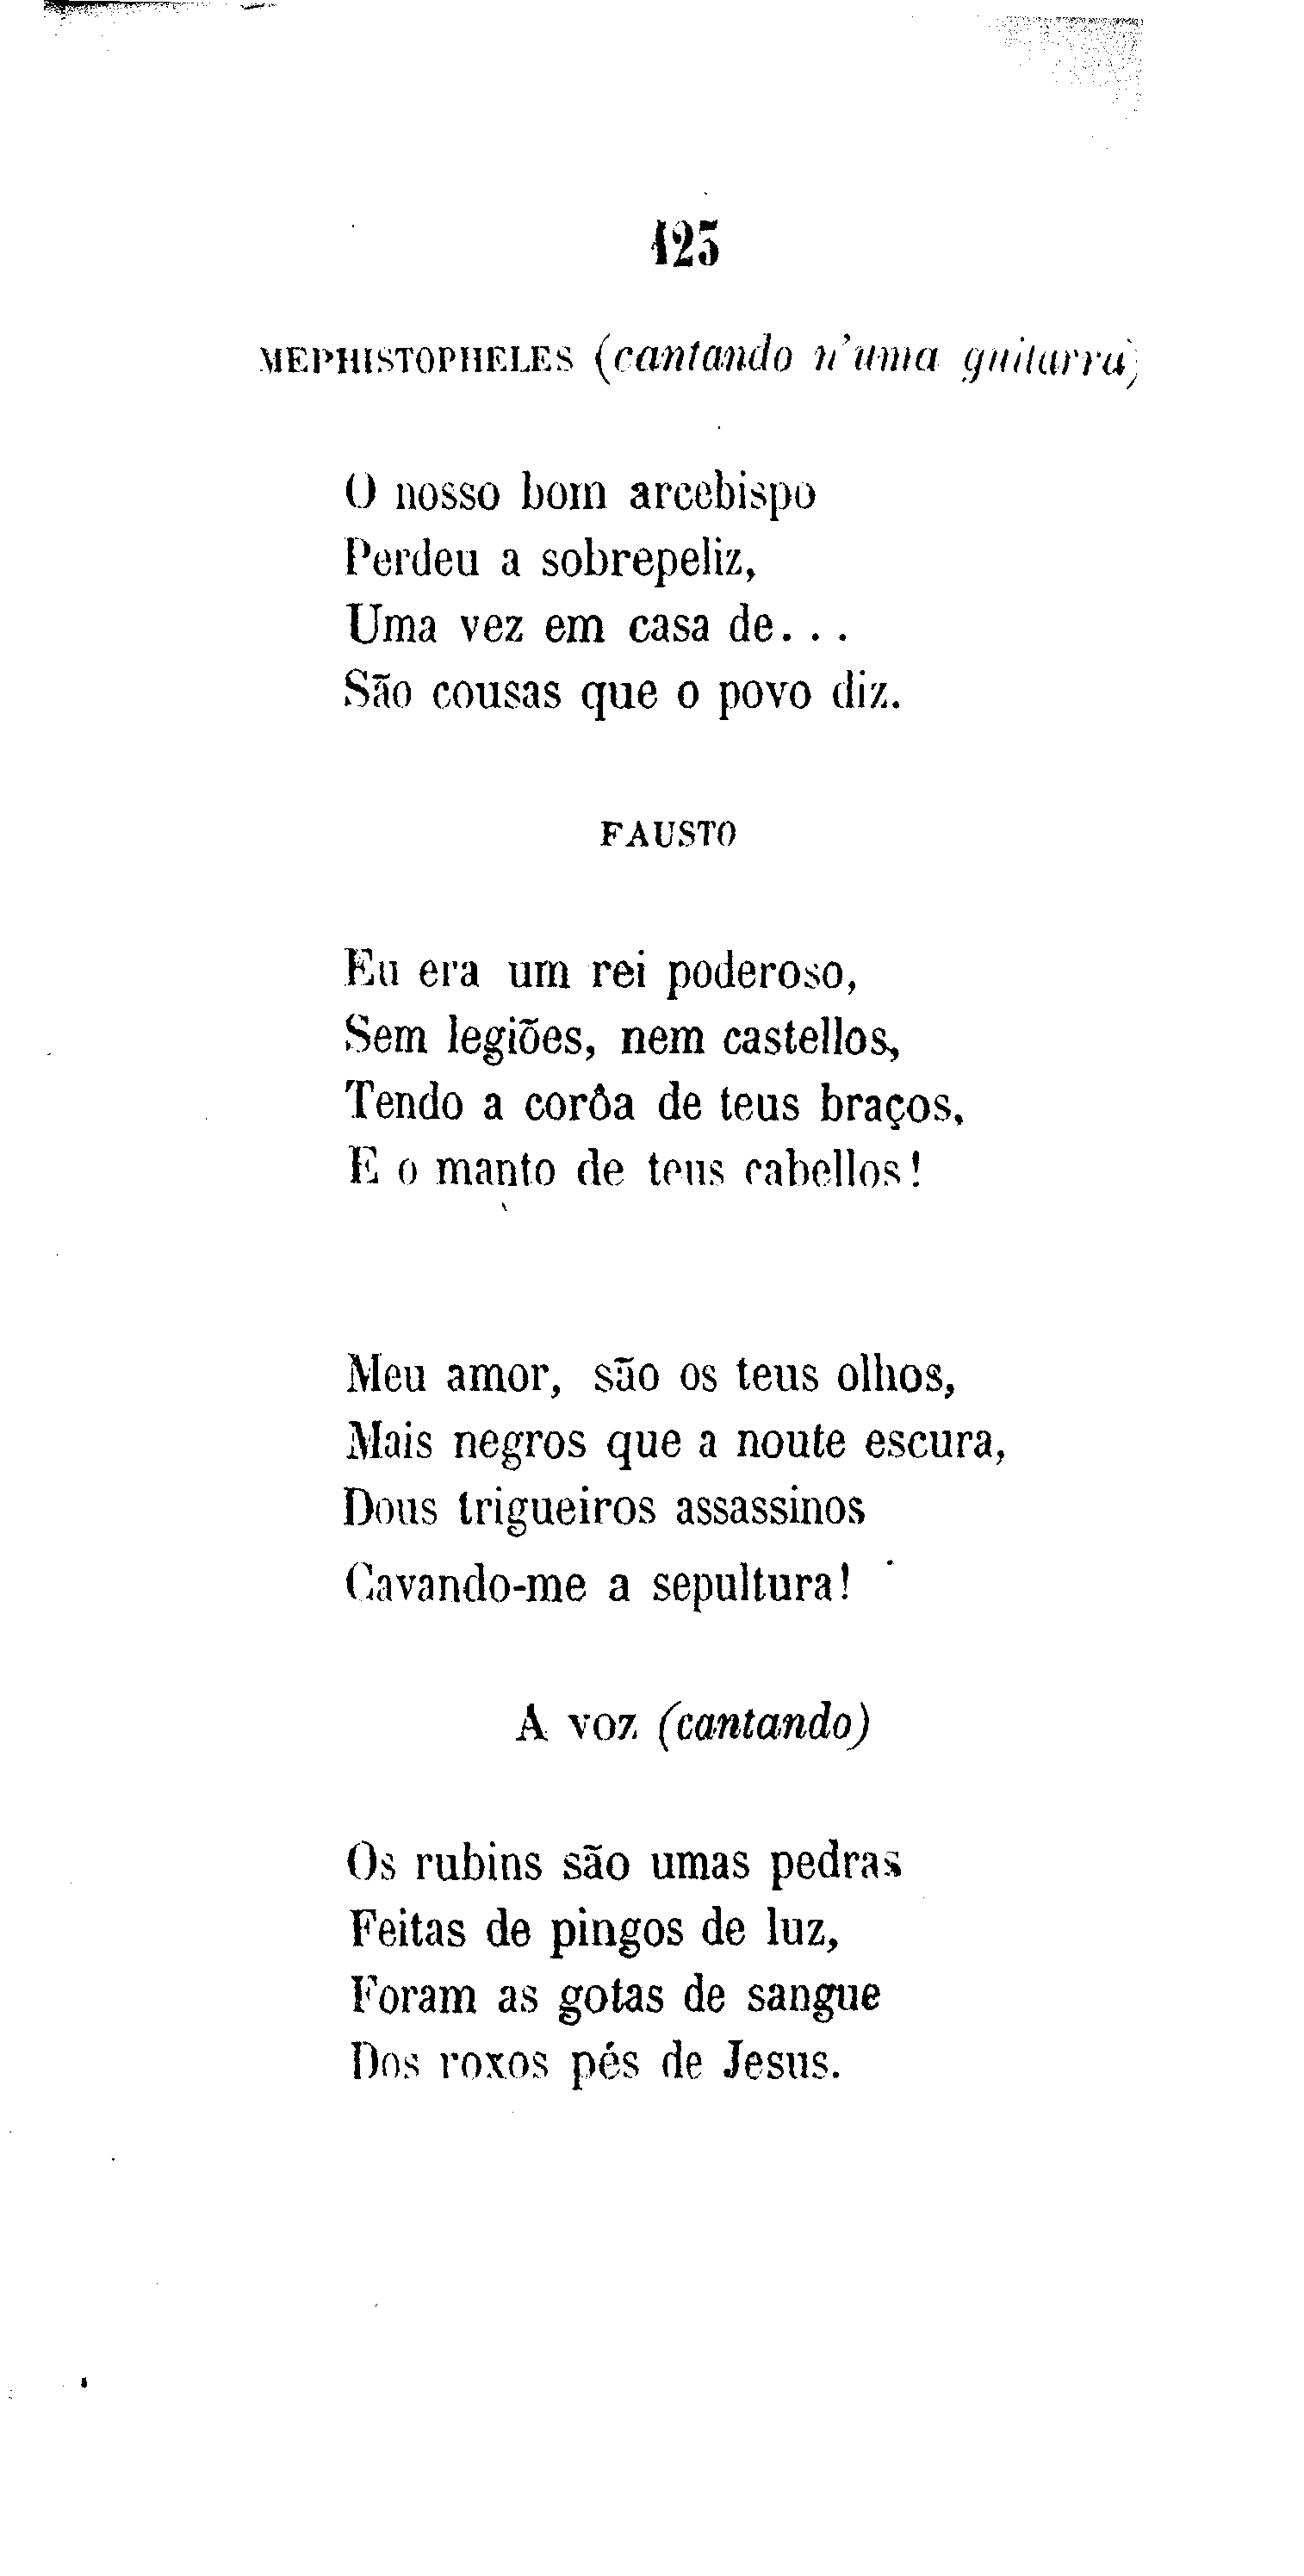 125
MEPHISTOPHELES (cantando n'uma guitarra)
O nosso bom arcebispo
Perdeu a sobrepeliz,
Uma vez em casa de...
São cousas que o povo diz.
FAUSTO
Eu era um rei poderoso,
Sem legiões, nem castellos,
Tendo a corôa de teus braços,
E o manto de teus cabellos!
Meu amor, são os teus olhos,
Mais negros que a noute escura,
Dous trigueiros assassinos
Cavando-me a sepultura!
A voz (cantando)
Os rubins são umas pedras
Feitas de pingos de luz,
Foram as gotas de sangue
Dos roxos pés de Jesus.